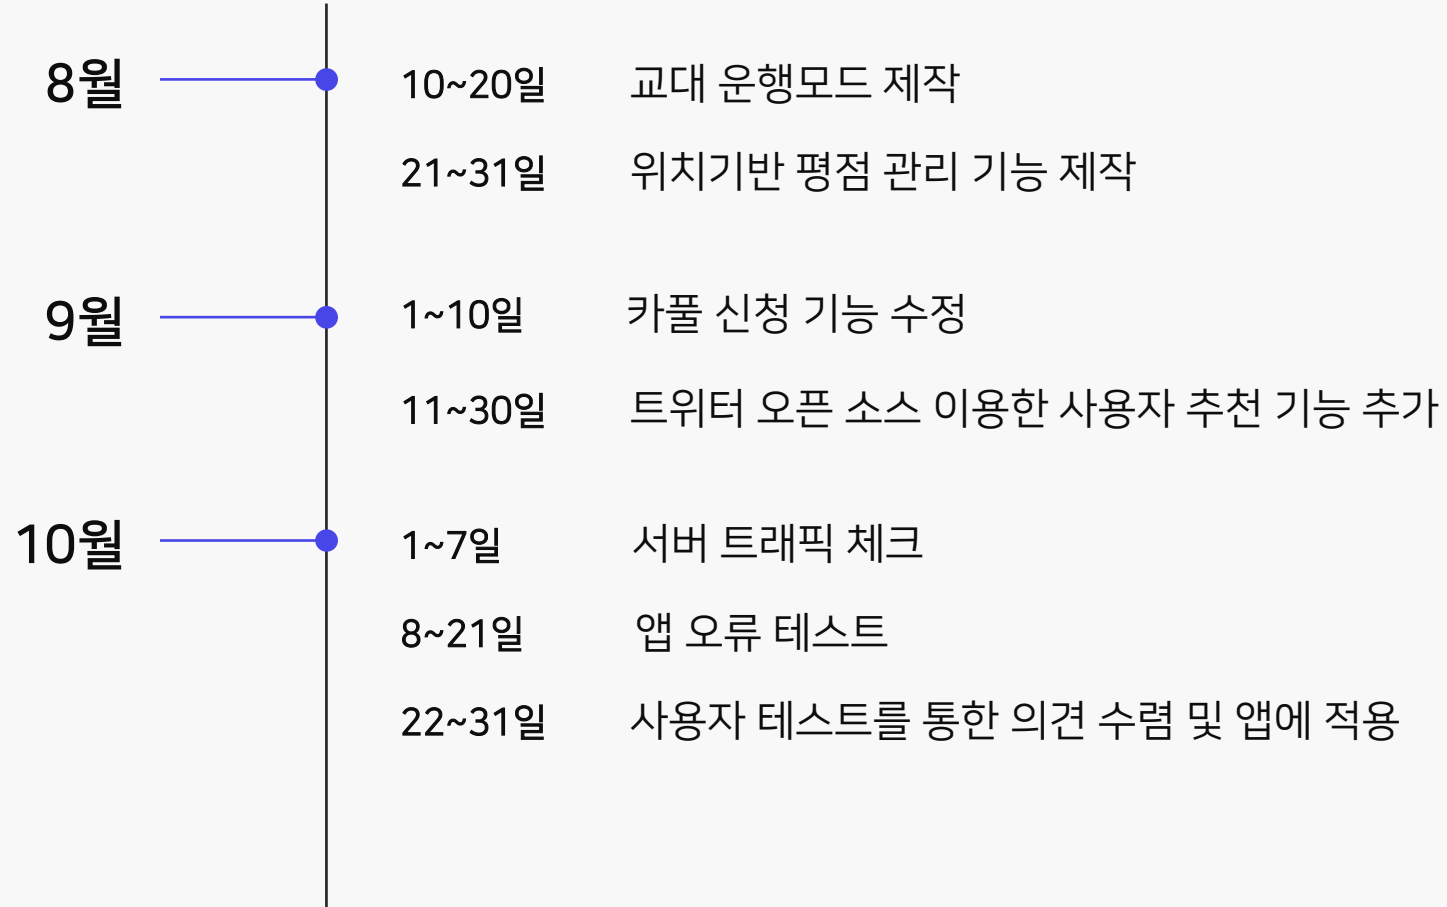 8월 10~20일 교대 운행모드 제작
21~31일 위치기반 평점 관리 기능 제작
9월 1~10일 카풀 신청 기능 수정
11~30일 트위터 오픈 소스 이용한 사용자 추천 기능 추가
10월 1~7일 서버 트래픽 체크
8~21일 앱 오류 테스트
22~31일 사용자 테스트를 통한 의견 수렴 및 앱에 적용